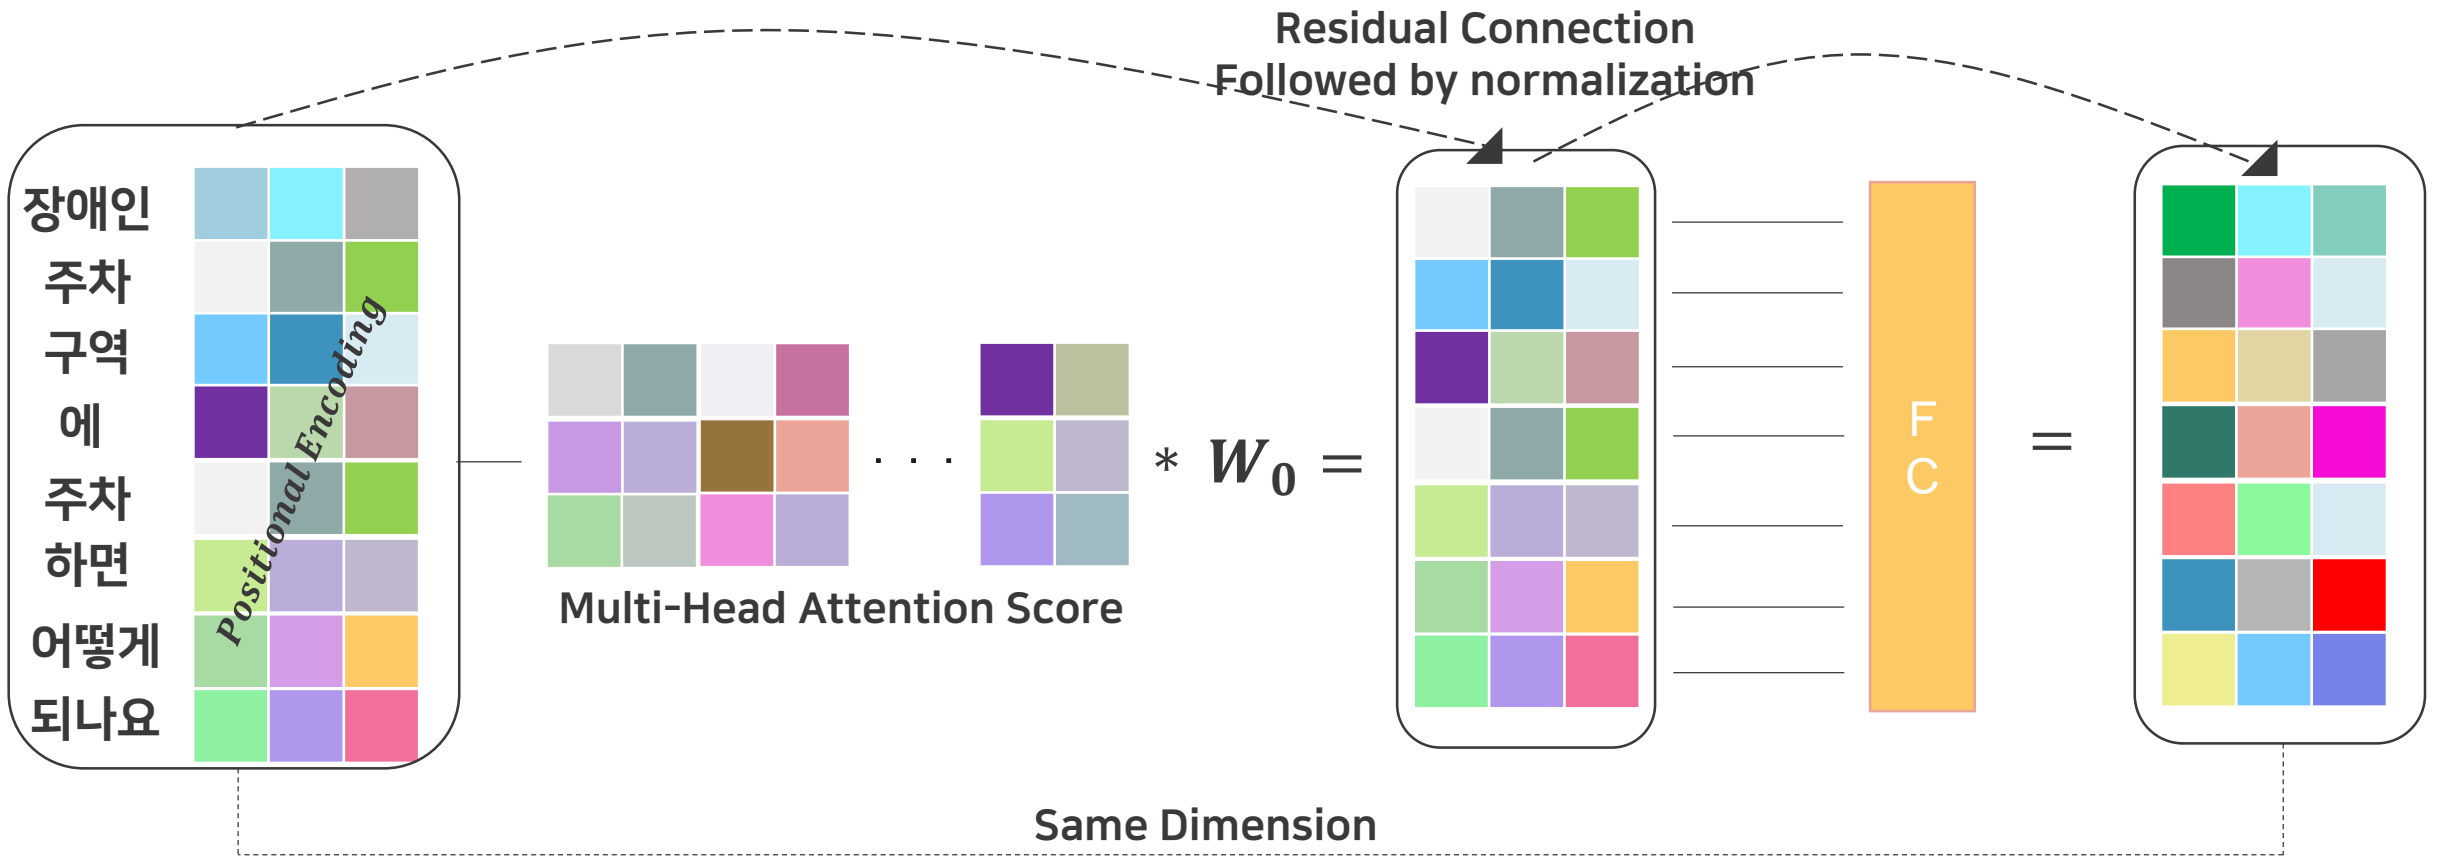 Residual Connection
Followed by normalization
장애인
주차
구역
에
주차
하면
어떻게
되나요
Positional Encoding
· · ·
* W₀ =
Multi-Head Attention Score
F
C
=
Same Dimension